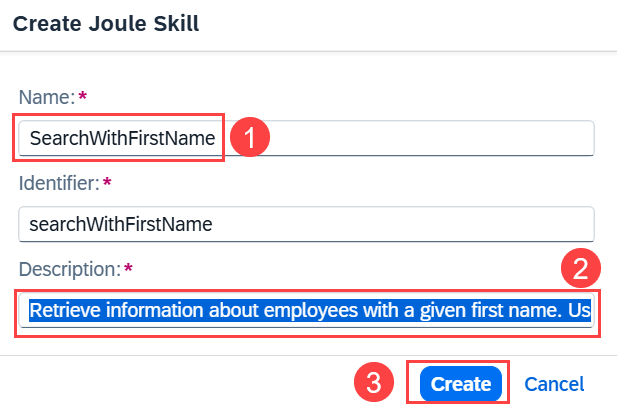 Create Joule Skill
Name: *
SearchWithFirstName
1
Identifier: *
searchWithFirstName
Description: *
2
Retrieve information about employees with a given first name. Us
3
Create
Cancel